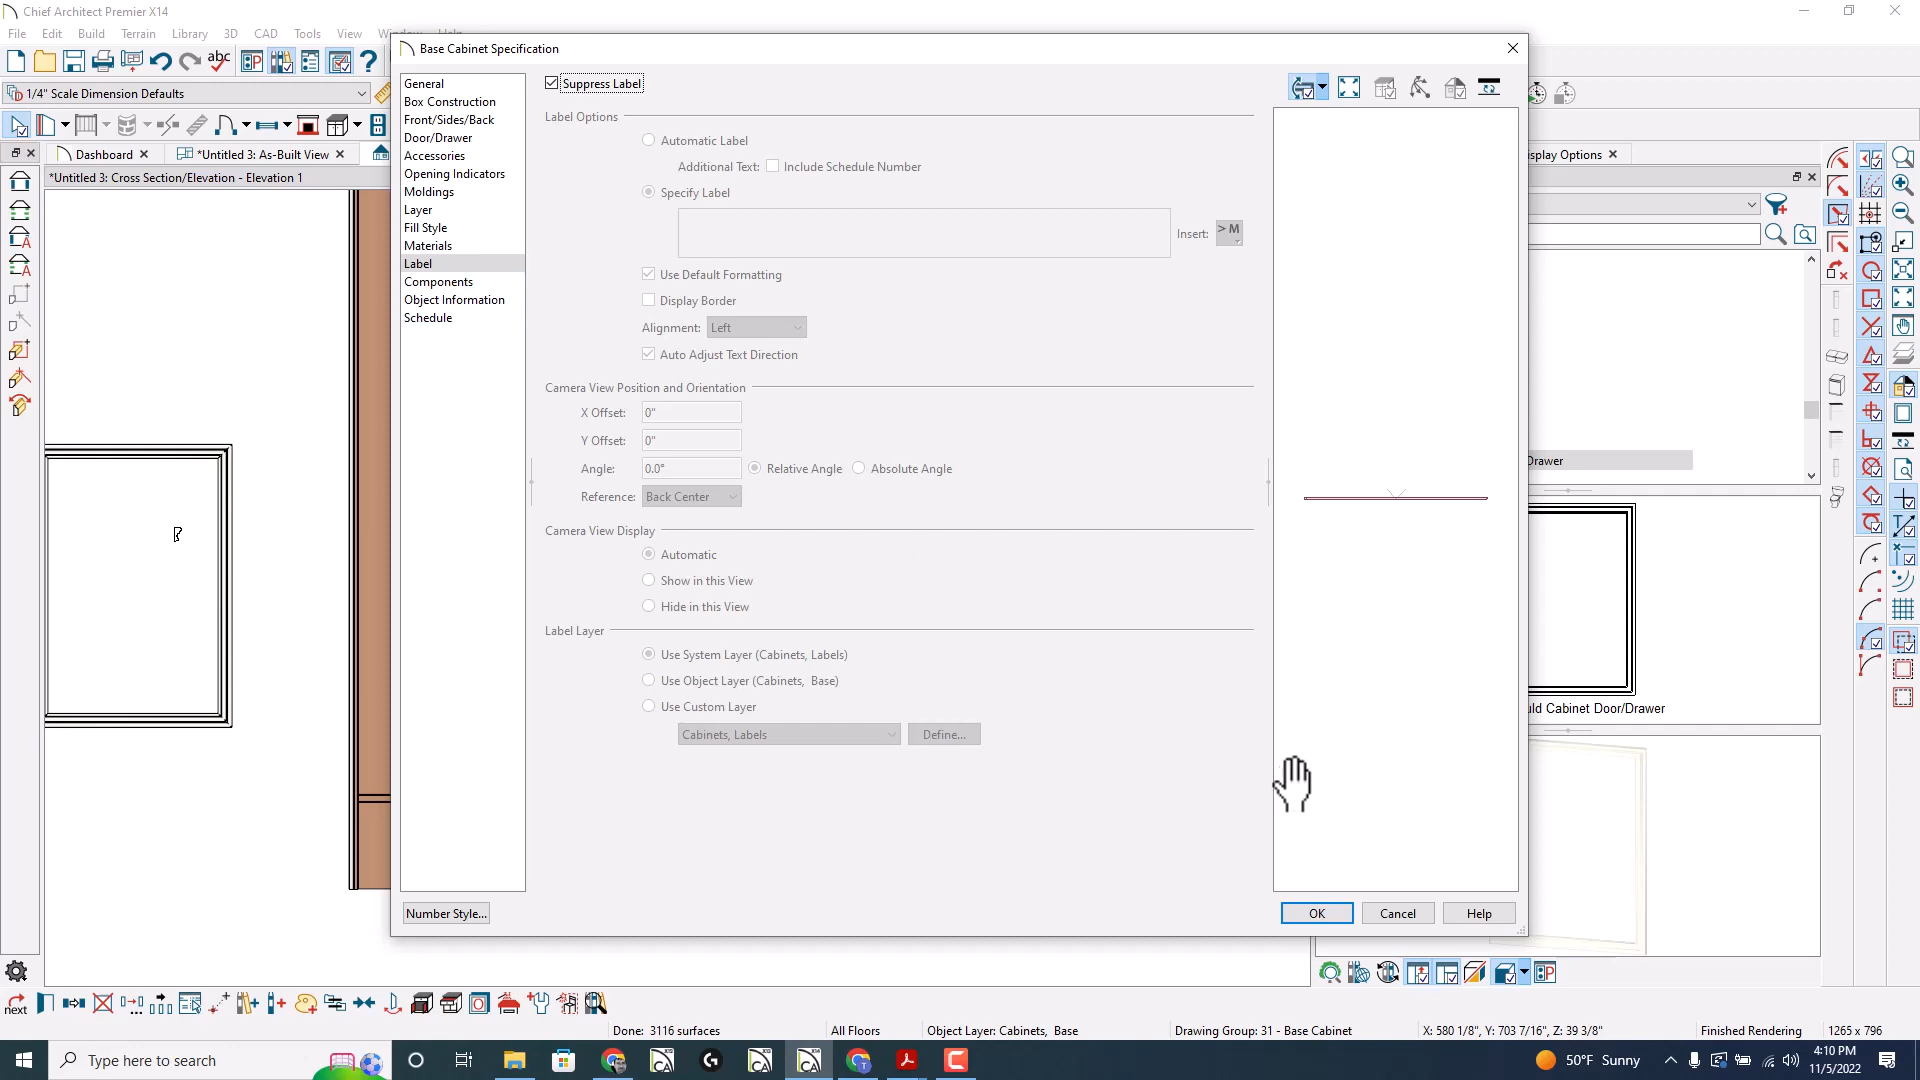 Chief Architect Premier X14
File Edit Build Terrain Library 3D CAD Tools View Window Help
Base Cabinet Specification
abc
1/4" Scale Dimension Defaults
Dashboard
*Untitled 3: As-Built View
*Untitled 3: Cross Section/Elevation - Elevation 1
General
Box Construction
Front/Sides/Back
Door/Drawer
Accessories
Opening Indicators
Moldings
Layer
Fill Style
Materials
Label
Components
Object Information
Schedule
Number Style...
Suppress Label
Label Options
Automatic Label
Additional Text: Include Schedule Number
Specify Label
Insert: > M
Use Default Formatting
Display Border
Alignment: Left
Auto Adjust Text Direction
Camera View Position and Orientation
X Offset: 0"
Y Offset: 0"
Angle: 0.0° Relative Angle Absolute Angle
Reference: Back Center
Camera View Display
Automatic
Show in this View
Hide in this View
Label Layer
Use System Layer (Cabinets, Labels)
Use Object Layer (Cabinets, Base)
Use Custom Layer
Cabinets, Labels Define...
OK Cancel Help
isplay Options
Drawer
uld Cabinet Door/Drawer
next
Done: 3116 surfaces All Floors Object Layer: Cabinets, Base Drawing Group: 31 - Base Cabinet X: 580 1/8", Y: 703 7/16", Z: 39 3/8" Finished Rendering 1265 x 796
Type here to search
50°F Sunny
4:10 PM
11/5/2022